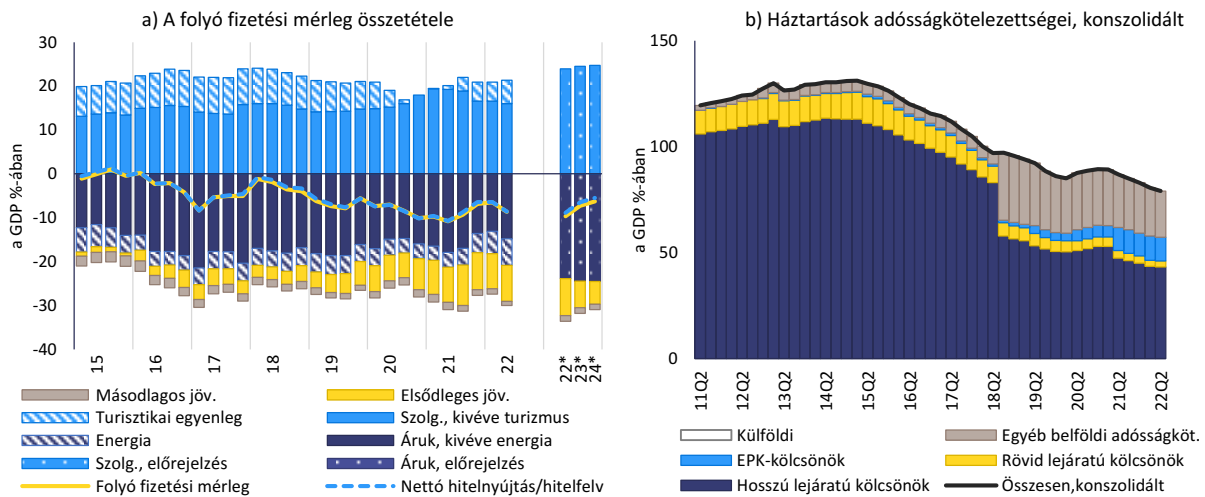 a) A folyó fizetési mérleg összetétele
a GDP %-ában
30
20
10
0
-10
-20
-30
-40
15
16
17
18
19
20
21
22
22*
23*
24*
Másodlagos jöv.
Elsődleges jöv.
Turisztikai egyenleg
Szolg., kivéve turizmus
Energia
Áruk, kivéve energia
Szolg., előrejelzés
Áruk, előrejelzés
Folyó fizetési mérleg
Nettó hitelnyújtás/hitelfelv
b) Háztartások adósságkötelezettségei, konszolidált
a GDP %-ában
150
100
50
0
11Q2
12Q2
13Q2
14Q2
15Q2
16Q2
17Q2
18Q2
19Q2
20Q2
21Q2
22Q2
Külföldi
Egyéb belföldi adósságköt.
EPK-kölcsönök
Rövid lejáratú kölcsönök
Hosszú lejáratú kölcsönök
Összesen,konszolidált